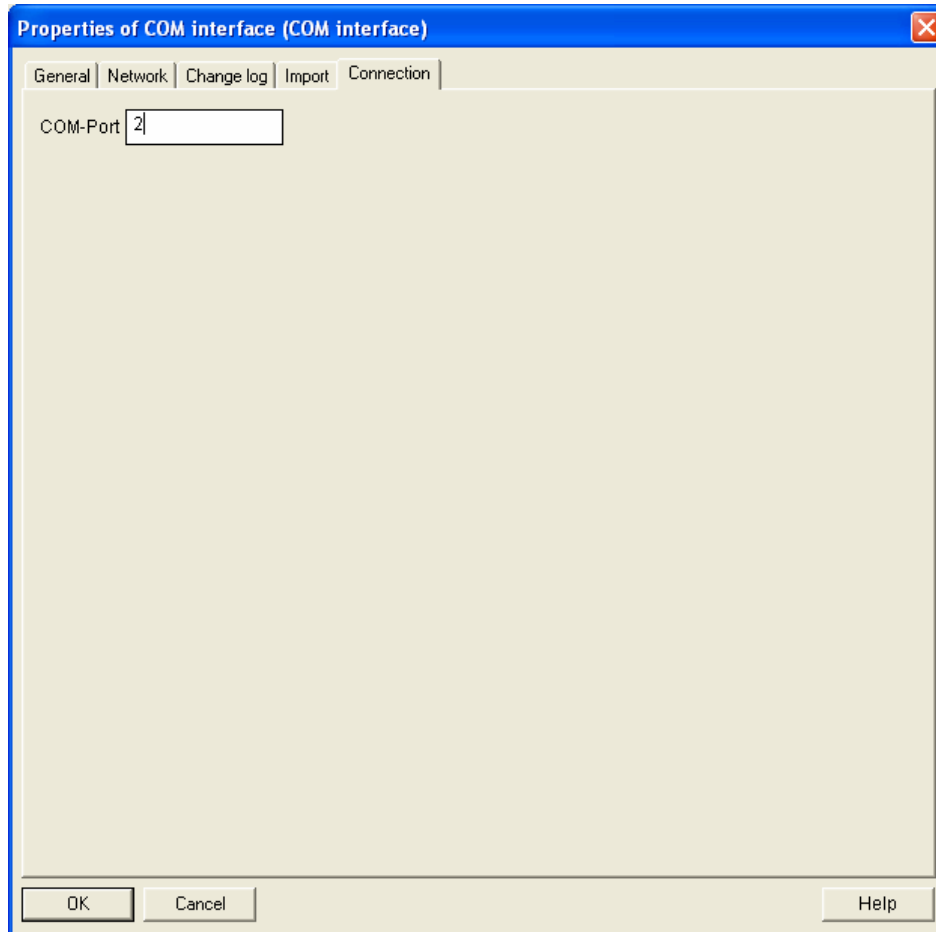 Properties of COM interface (COM interface)
General Network Change log Import Connection
COM-Port 2
OK Cancel Help